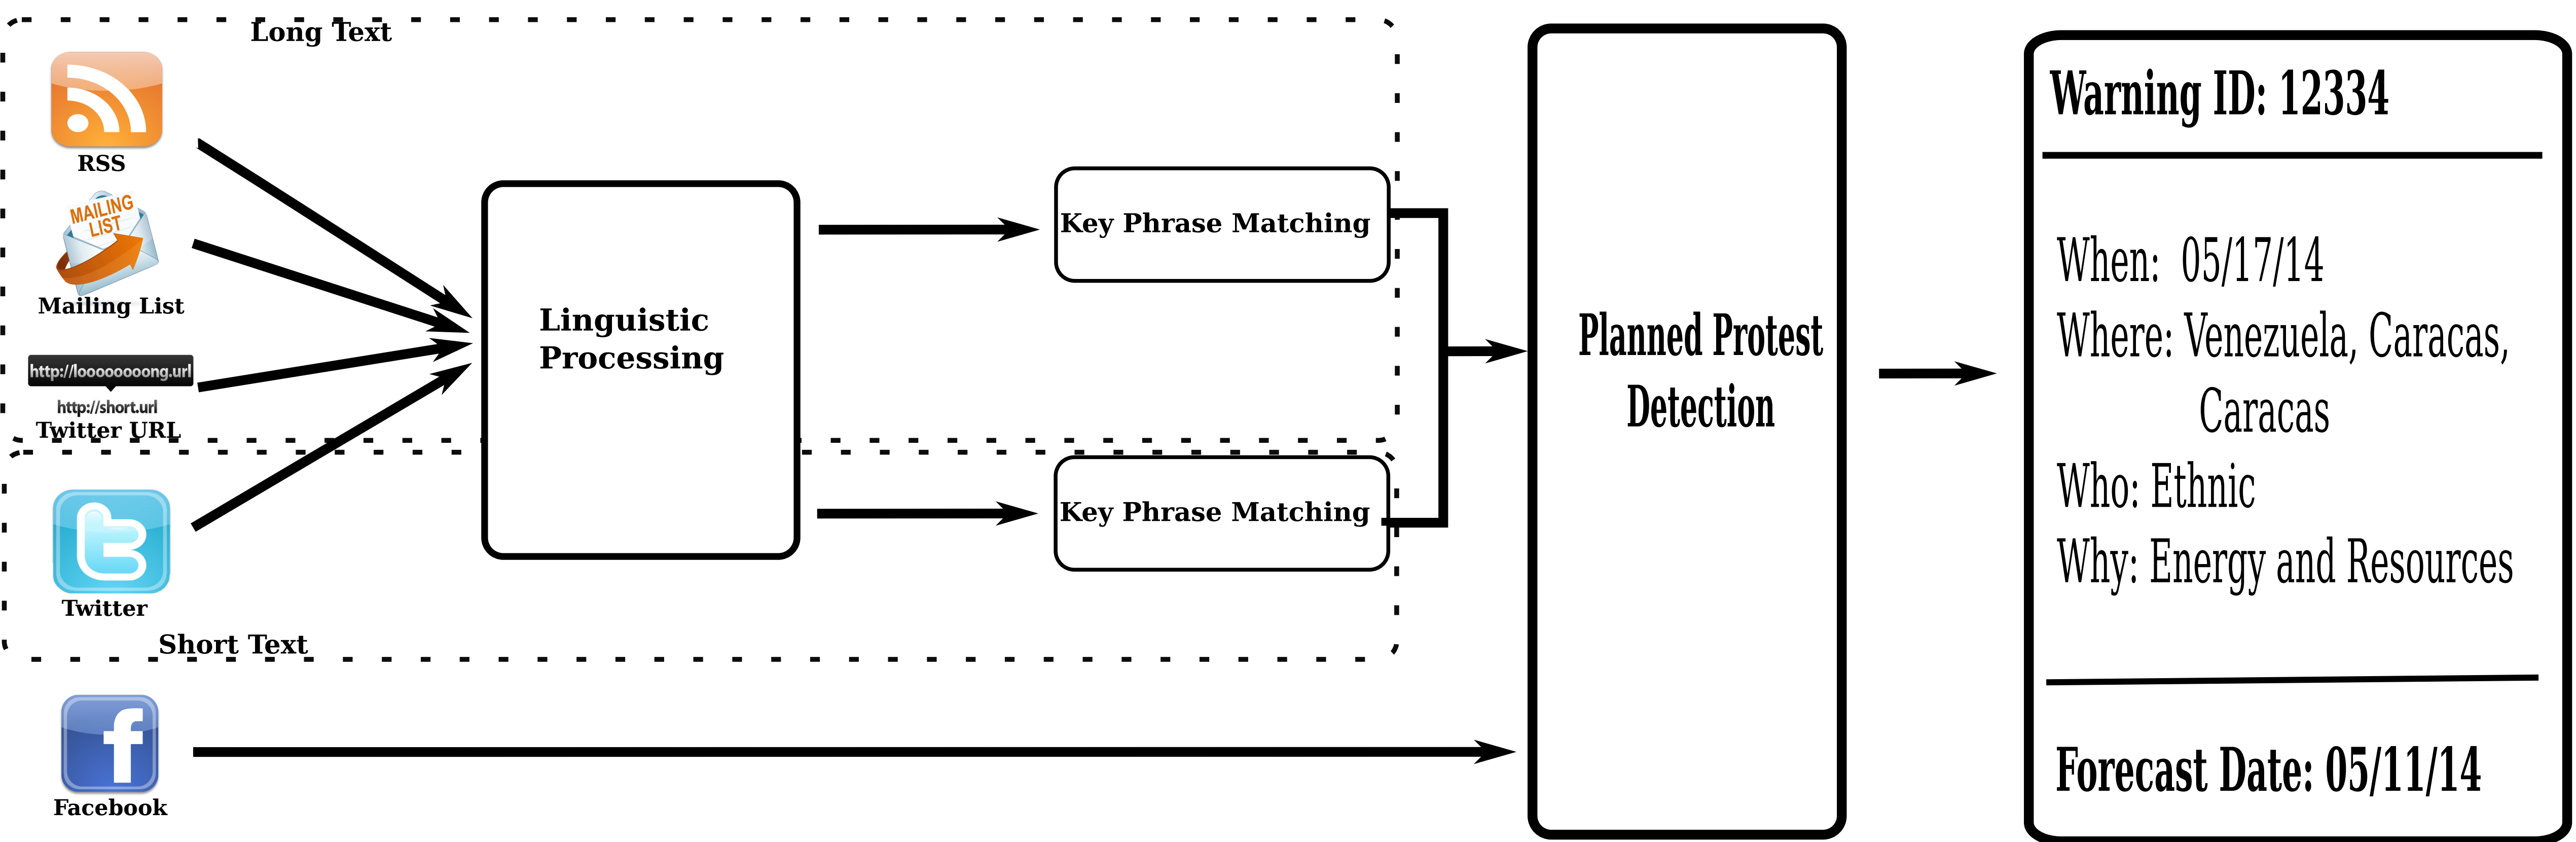 Long Text
RSS
MAILING
LIST
Mailing List
http://looooooong.url
http://short.url
Twitter URL
Twitter
Short Text
Facebook
Linguistic
Processing
Key Phrase Matching
Key Phrase Matching
Planned Protest
Detection
Warning ID: 12334
When: 05/17/14
Where: Venezuela, Caracas,
Caracas
Who: Ethnic
Why: Energy and Resources
Forecast Date: 05/11/14